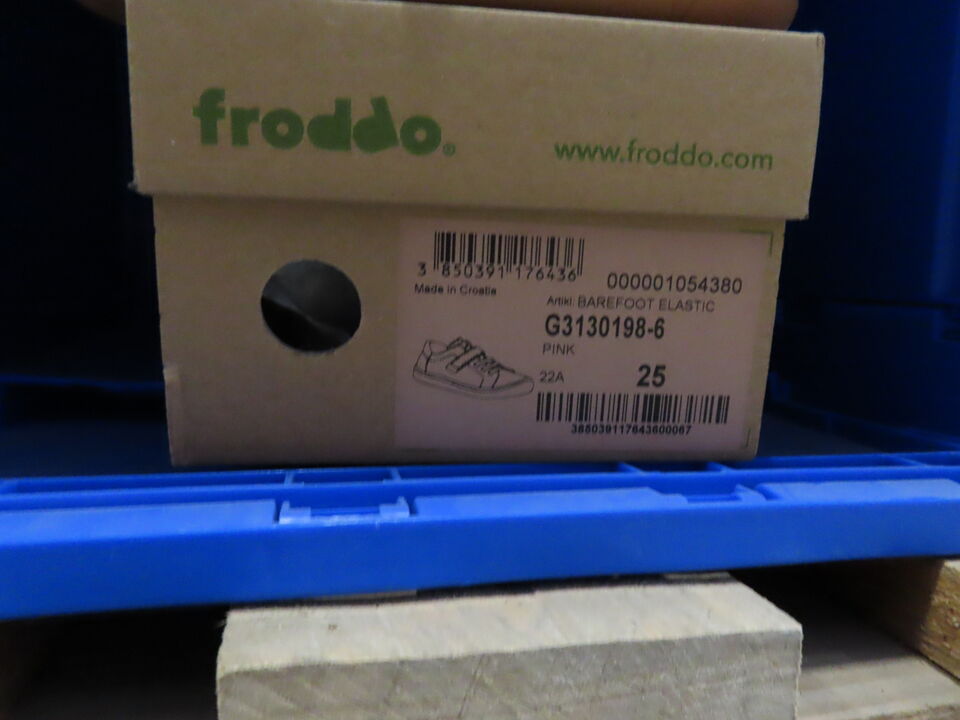 froddo®
www.froddo.com
3 850391 176436
000001054380
Made in Croatia
Artikl: BAREFOOT ELASTIC
G3130198-6
PINK
22A
25
385039117643600067